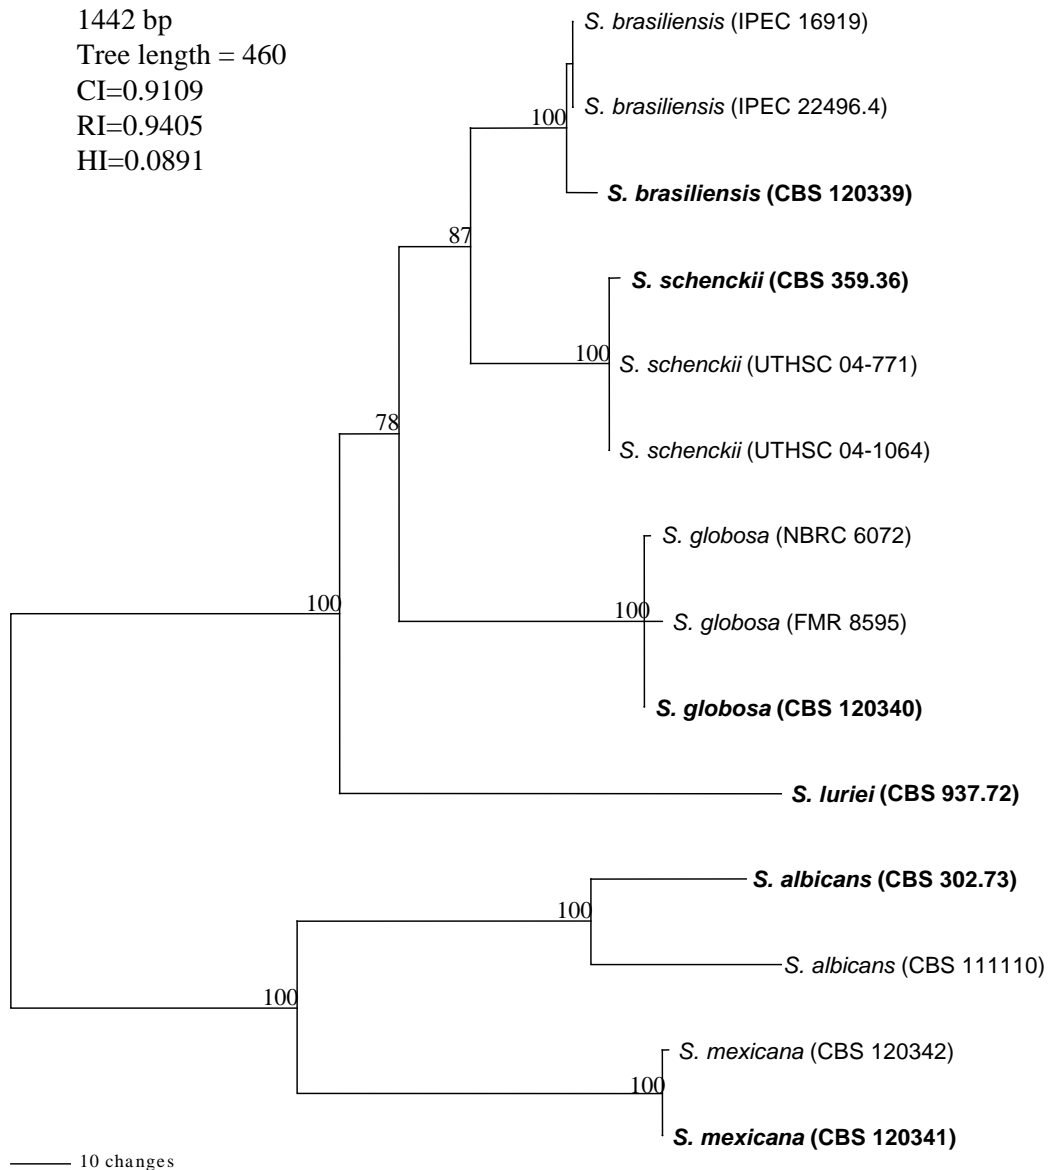 1442 bp
Tree length = 460
CI=0.9109
RI=0.9405
HI=0.0891
S. brasiliensis (IPEC 16919)
S. brasiliensis (IPEC 22496.4)
100
S. brasiliensis (CBS 120339)
87
S. schenckii (CBS 359.36)
100
S. schenckii (UTHSC 04-771)
78
S. schenckii (UTHSC 04-1064)
S. globosa (NBRC 6072)
100
100
S. globosa (FMR 8595)
S. globosa (CBS 120340)
S. luriei (CBS 937.72)
S. albicans (CBS 302.73)
100
S. albicans (CBS 111110)
100
S. mexicana (CBS 120342)
100
S. mexicana (CBS 120341)
10 changes